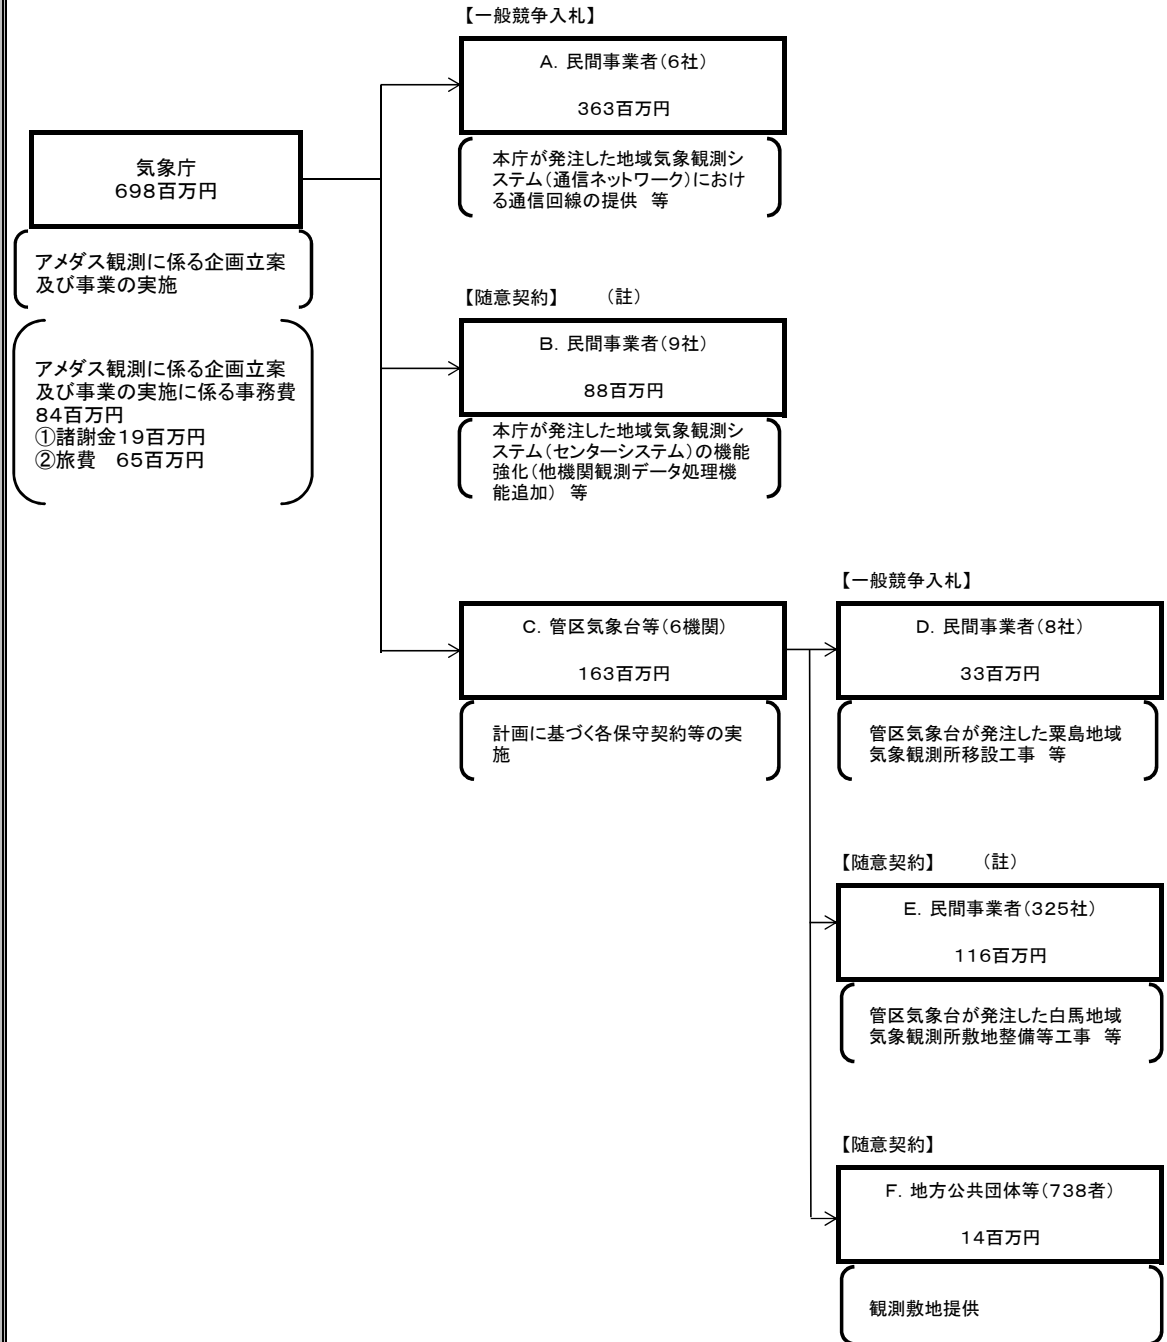 【一般競争入札】
A．民間事業者（6社）
363百万円
本庁が発注した地域気象観測シ
ステム（通信ネットワーク）におけ
る通信回線の提供　等
気象庁
698百万円
アメダス観測に係る企画立案
及び事業の実施
アメダス観測に係る企画立案
及び事業の実施に係る事務費
84百万円
①諸謝金19百万円
②旅費　65百万円
【随意契約】　（註）
B．民間事業者（9社）
88百万円
本庁が発注した地域気象観測シ
ステム（センターシステム）の機能
強化（他機関観測データ処理機
能追加）　等
C．管区気象台等（6機関）
163百万円
計画に基づく各保守契約等の実
施
【一般競争入札】
D．民間事業者（8社）
33百万円
管区気象台が発注した粟島地域
気象観測所移設工事　等
【随意契約】　（註）
E．民間事業者（325社）
116百万円
管区気象台が発注した白馬地域
気象観測所敷地整備等工事　等
【随意契約】
F．地方公共団体等（738者）
14百万円
観測敷地提供